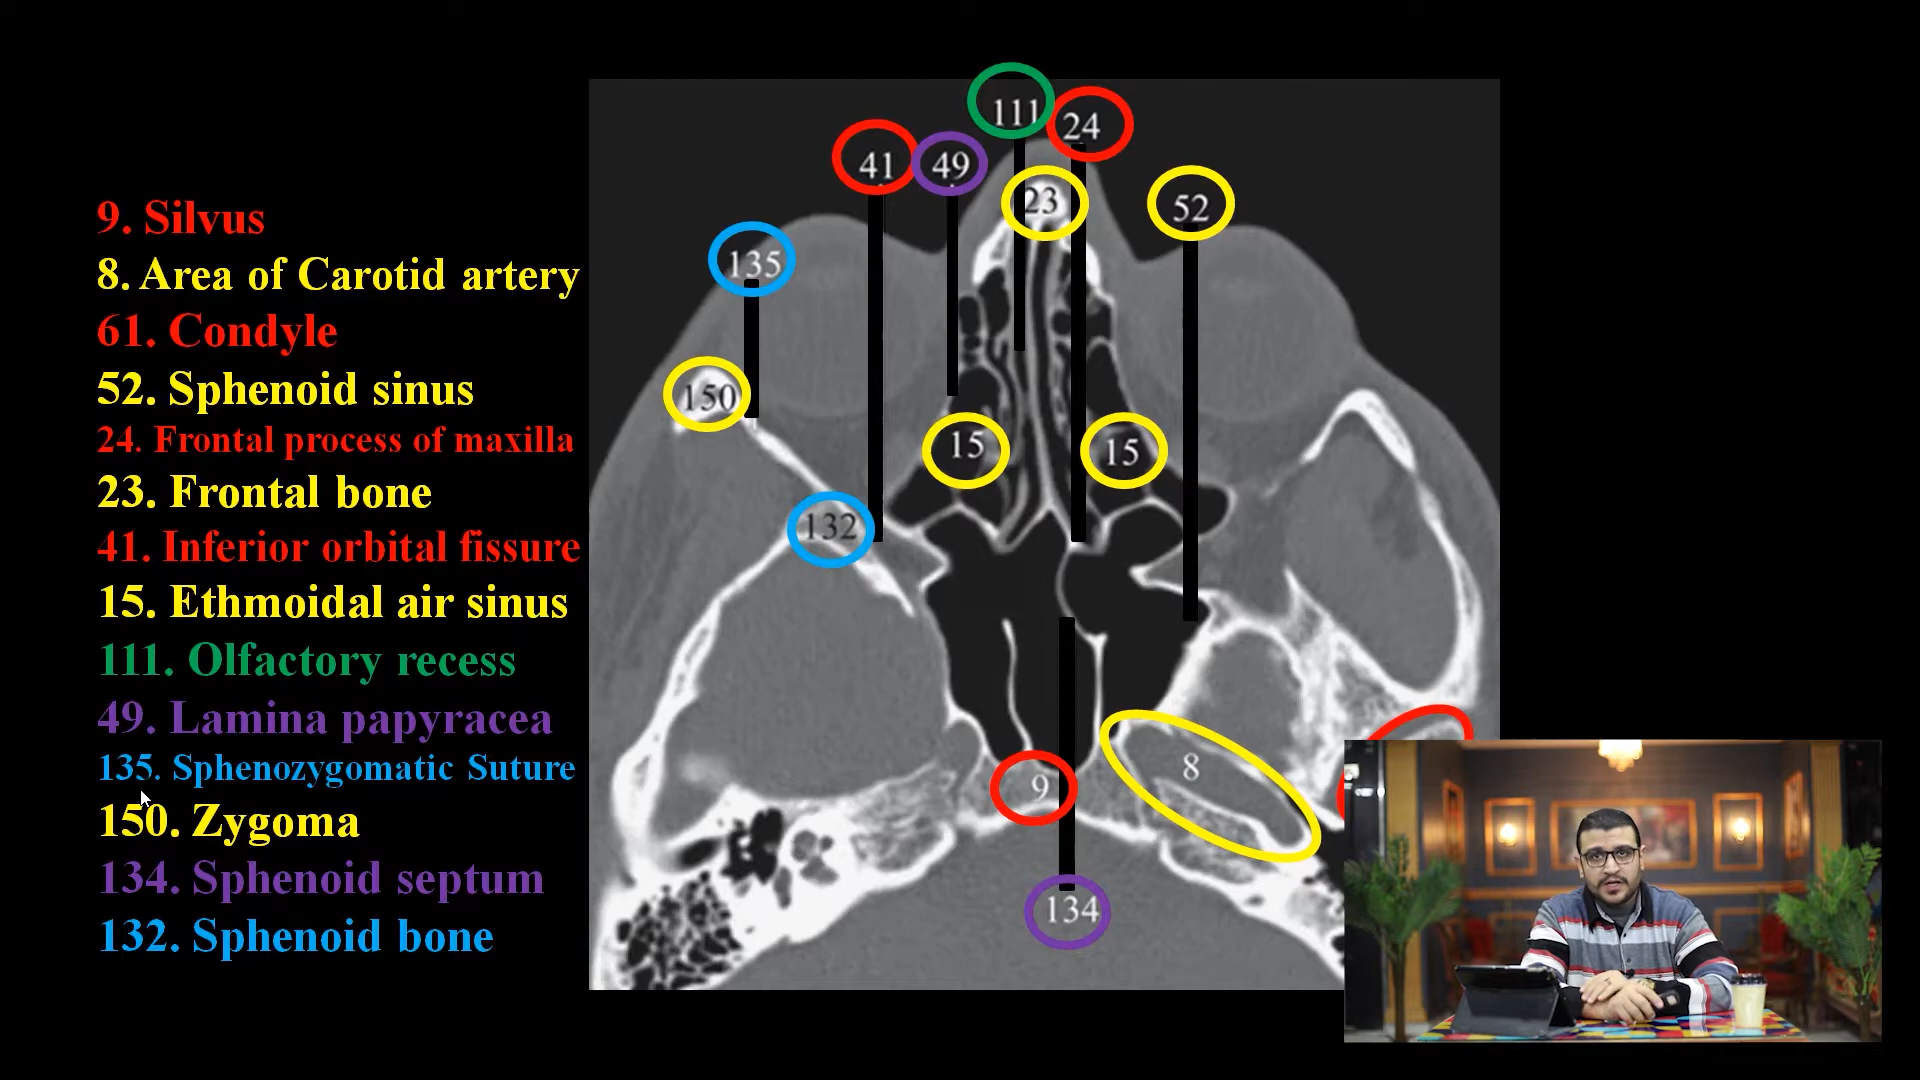 9. Silvus
8. Area of Carotid artery
61. Condyle
52. Sphenoid sinus
24. Frontal process of maxilla
23. Frontal bone
41. Inferior orbital fissure
15. Ethmoidal air sinus
111. Olfactory recess
49. Lamina papyracea
135. Sphenozygomatic Suture
150. Zygoma
134. Sphenoid septum
132. Sphenoid bone
111
24
41
49
23
52
135
150
15
15
132
8
9
134